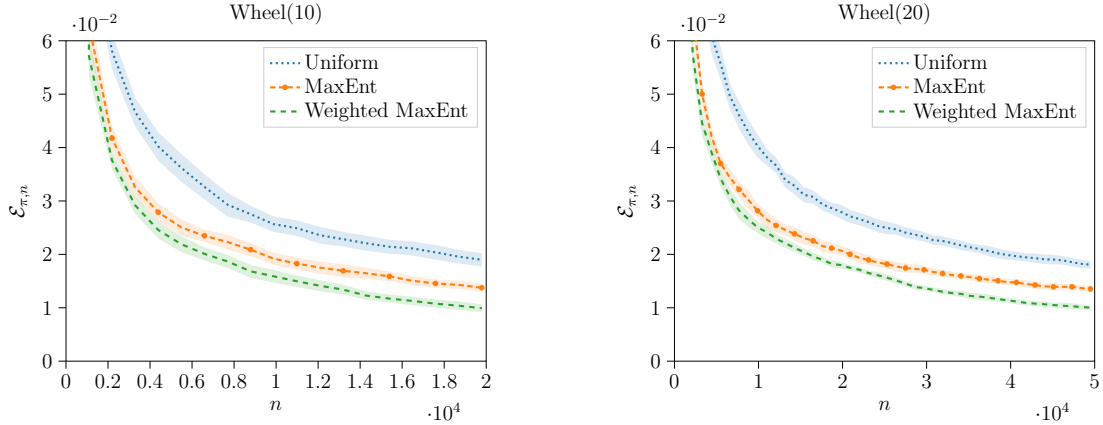 Wheel(10)
·10⁻²
6
5
4
3
2
1
0
ℰπ,n
Uniform
MaxEnt
Weighted MaxEnt
0 0.2 0.4 0.6 0.8 1 1.2 1.4 1.6 1.8 2
n
·10⁴
Wheel(20)
·10⁻²
6
5
4
3
2
1
0
ℰπ,n
Uniform
MaxEnt
Weighted MaxEnt
0 1 2 3 4 5
n
·10⁴